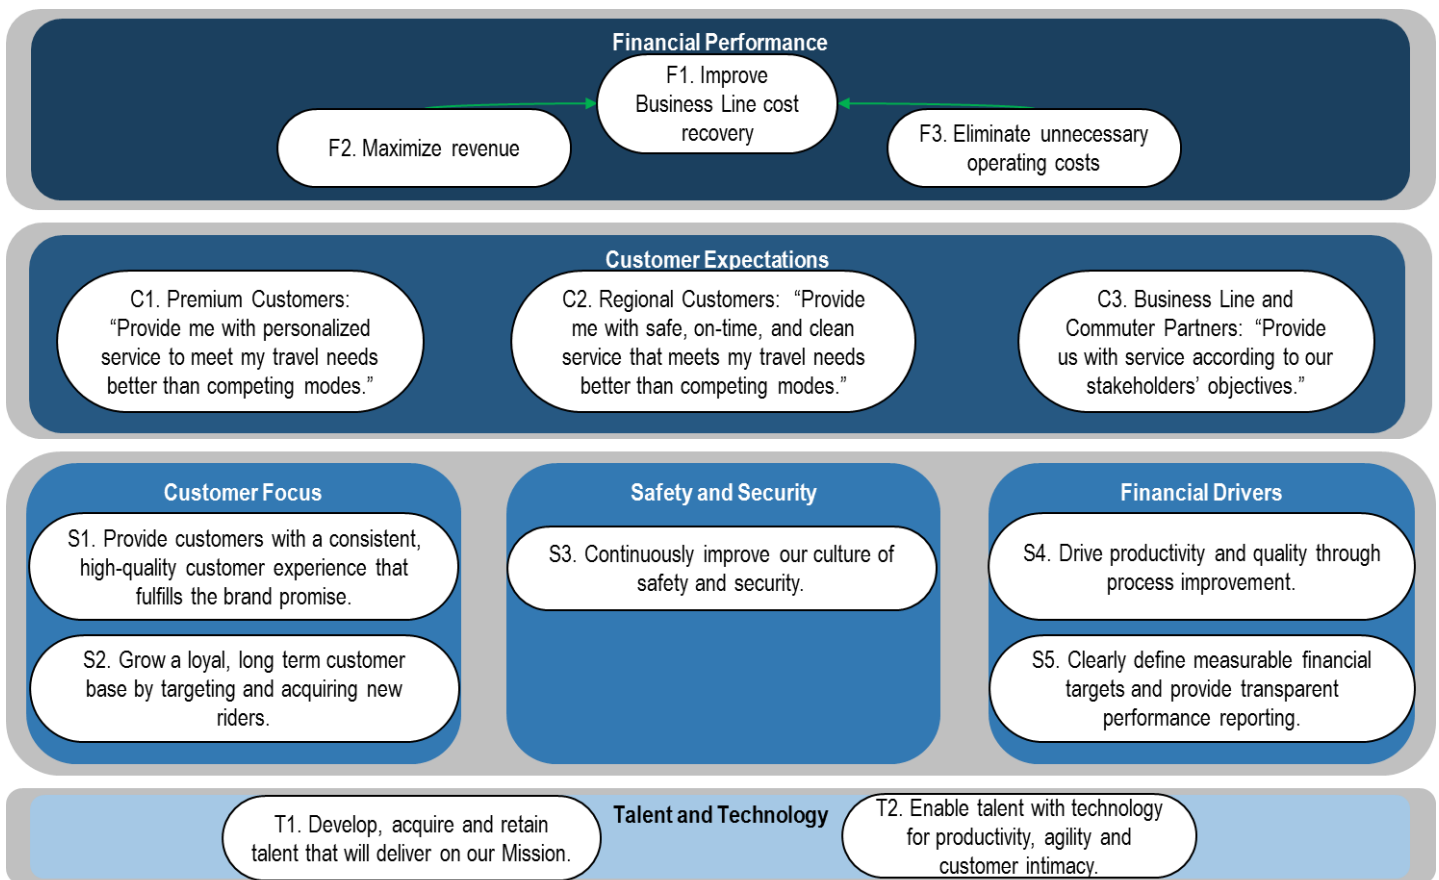 Financial Performance
F1. Improve
Business Line cost
recovery
F2. Maximize revenue
F3. Eliminate unnecessary
operating costs
Customer Expectations
C1. Premium Customers:
“Provide me with personalized
service to meet my travel needs
better than competing modes.”
C2. Regional Customers: “Provide
me with safe, on-time, and clean
service that meets my travel needs
better than competing modes.”
C3. Business Line and
Commuter Partners: “Provide
us with service according to our
stakeholders’ objectives.”
Customer Focus
S1. Provide customers with a consistent,
high-quality customer experience that
fulfills the brand promise.
S2. Grow a loyal, long term customer
base by targeting and acquiring new
riders.
Safety and Security
S3. Continuously improve our culture of
safety and security.
Financial Drivers
S4. Drive productivity and quality through
process improvement.
S5. Clearly define measurable financial
targets and provide transparent
performance reporting.
Talent and Technology
T1. Develop, acquire and retain
talent that will deliver on our Mission.
T2. Enable talent with technology
for productivity, agility and
customer intimacy.